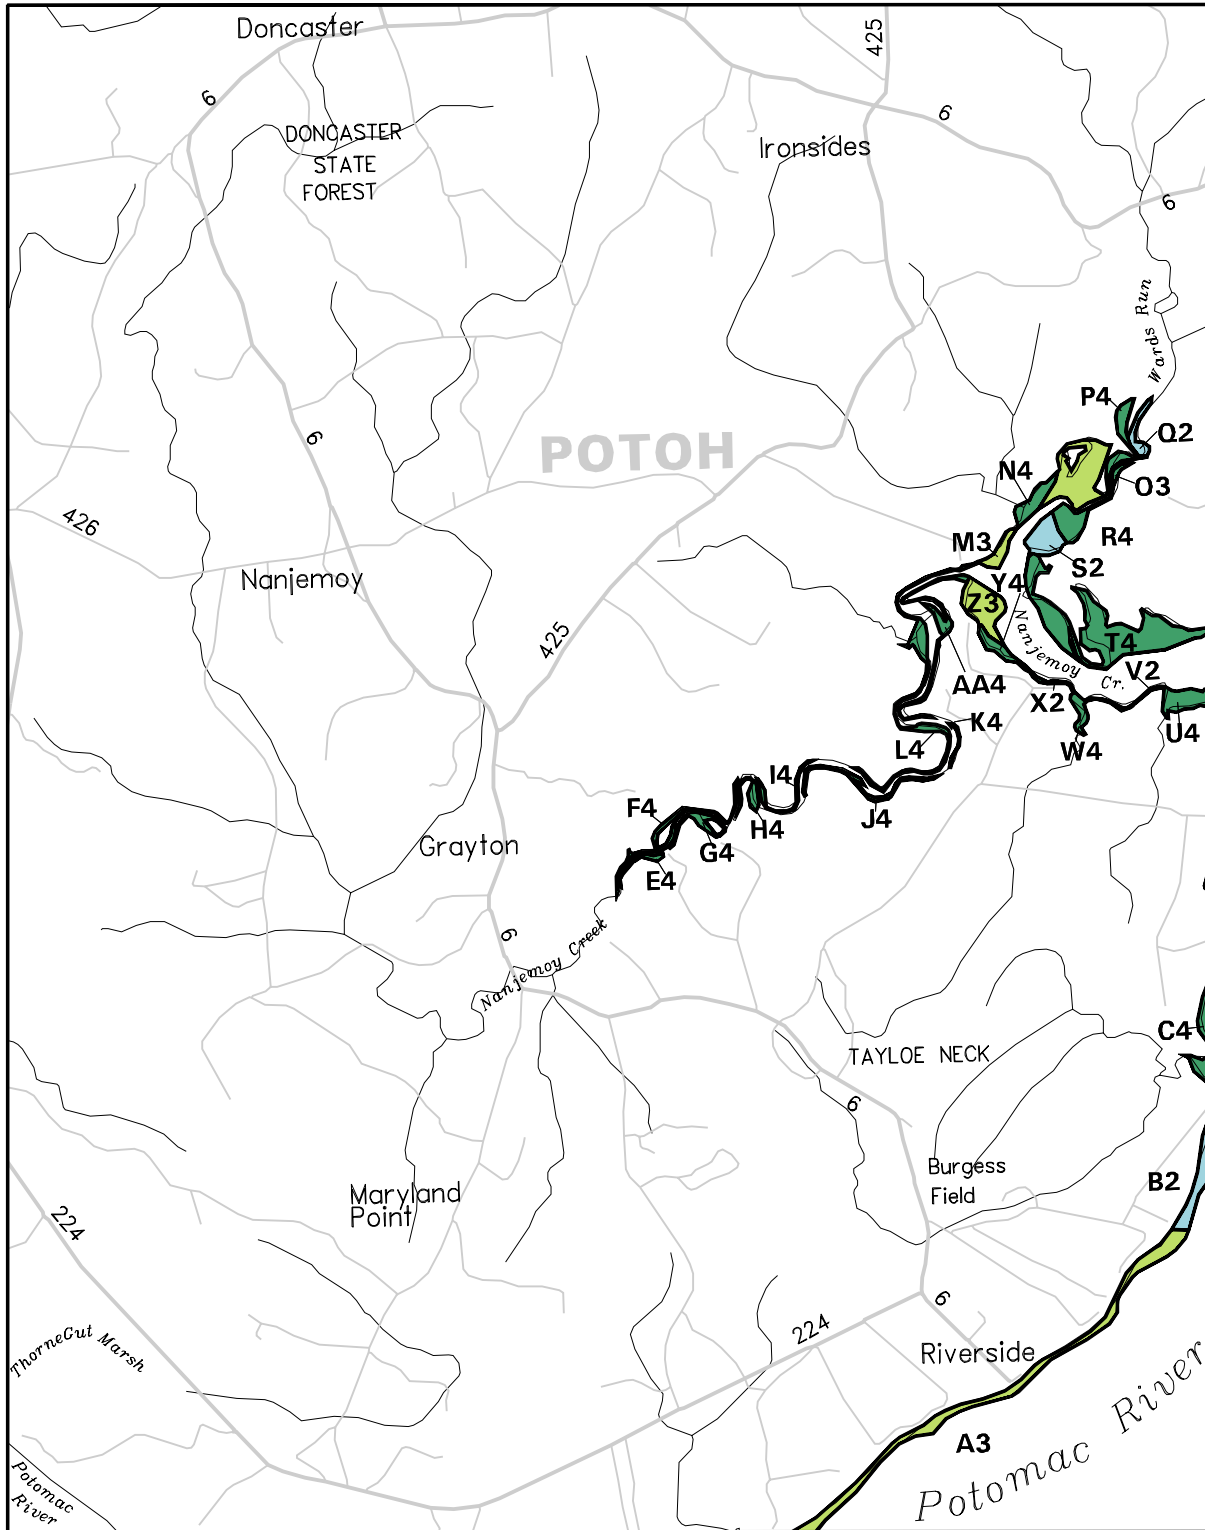 Doncaster
425
6
6
DONCASTER
STATE
FOREST
Ironsides
6
Wards Run
P4
Q2
6
POTOH
N4
O3
426
M3
R4
S2
Nanjemoy
Y4
Z3
425
Nanjemoy
Cr.
T4
V2
AA4
X2
K4
U4
L4
W4
I4
F4
J4
H4
Grayton
G4
E4
6
Nanjemoy Creek
C4
TAYLOE NECK
6
Burgess
Field
B2
Maryland
Point
224
6
224
ThorneGut Marsh
Riverside
A3
Potomac River
Potomac
River